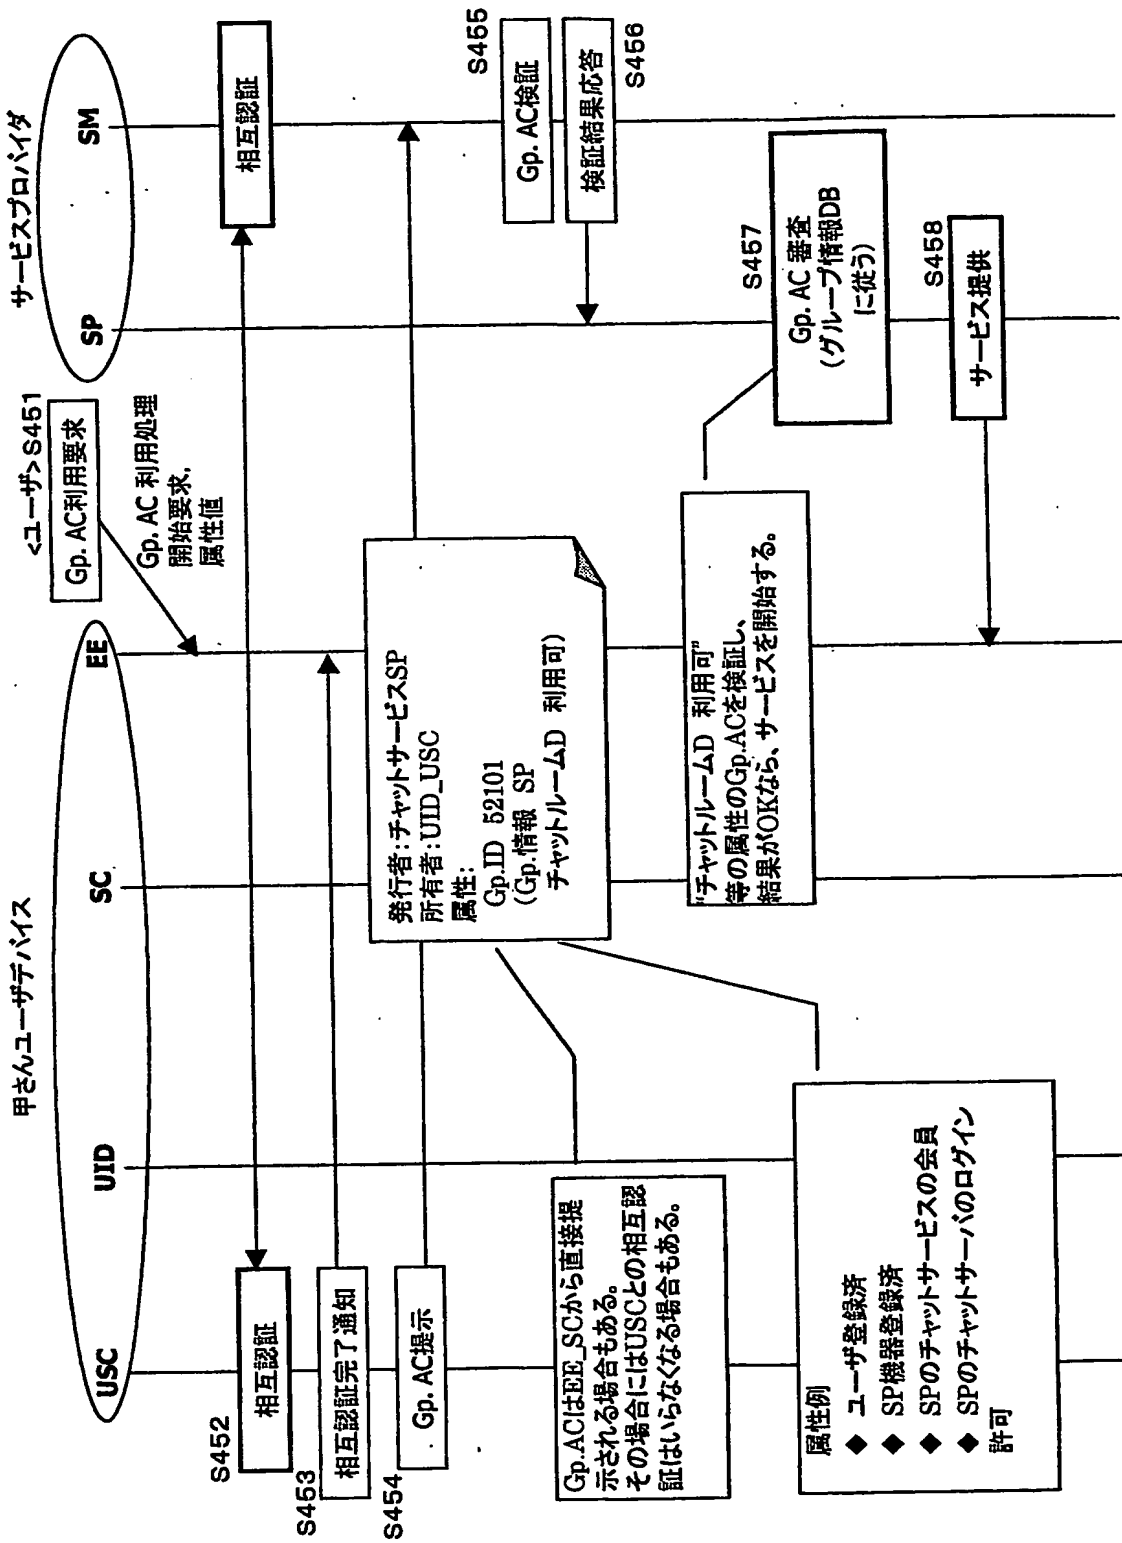 甲さんユーザデバイス
サービスプロバイダ
USC
UID
SC
EE
SP
SM
<ユーザ>S451
Gp. AC利用要求
Gp. AC 利用処理
開始要求,
属性値
S452
相互認証
相互認証
S453
相互認証完了通知
S454
Gp. AC提示
発行者:チャットサービスSP
所有者:UID_USC
属性:
Gp.ID 52101
(Gp.情報 SP
チャットルームD 利用可)
S455
Gp. AC検証
検証結果応答
S456
Gp.ACはEE_SCから直接提
示される場合もある。
その場合にはUSCとの相互認
証はいらなくなる場合もある。
"チャットルームD 利用可"
等の属性のGp.ACを検証し、
結果がOKなら、サービスを開始する。
S457
Gp. AC 審査
(グループ情報DB
に従う)
属性例
◆ ユーザ登録済
◆ SP機器登録済
◆ SPのチャットサービスの会員
◆ SPのチャットサーバのログイン
許可
S458
サービス提供